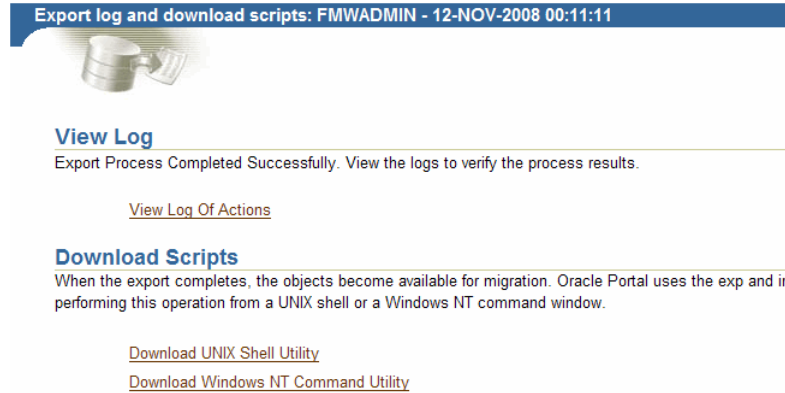 Export log and download scripts: FMWADMIN - 12-NOV-2008 00:11:11
View Log
Export Process Completed Successfully. View the logs to verify the process results.
View Log Of Actions
Download Scripts
When the export completes, the objects become available for migration. Oracle Portal uses the exp and
performing this operation from a UNIX shell or a Windows NT command window.
Download UNIX Shell Utility
Download Windows NT Command Utility